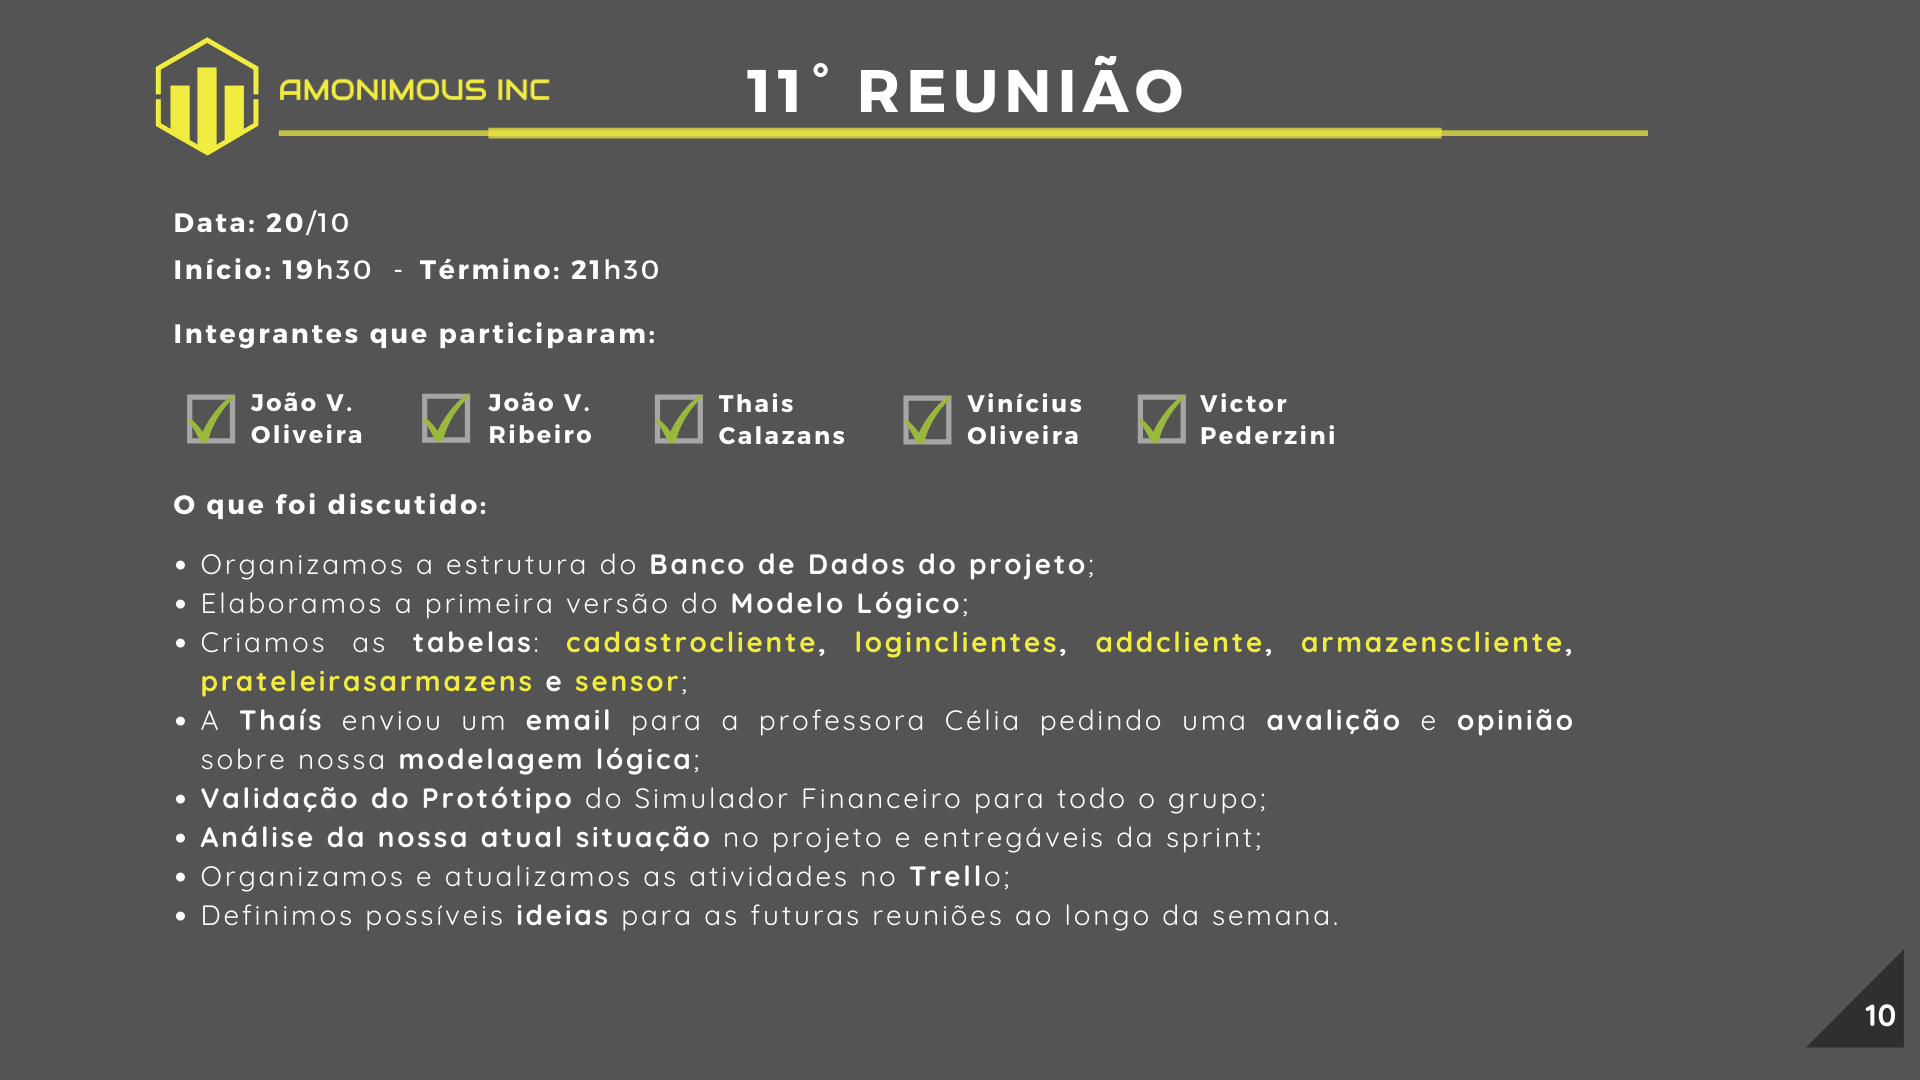 AMONIMOUS INC
11° REUNIÃO
Data: 20/10
Início: 19h30 - Término: 21h30
Integrantes que participaram:
João V.
Oliveira
João V.
Ribeiro
Thais
Calazans
Vinícius
Oliveira
Victor
Pederzini
O que foi discutido:
• Organizamos a estrutura do Banco de Dados do projeto;
• Elaboramos a primeira versão do Modelo Lógico;
• Criamos as tabelas: cadastrocliente, loginclientes, addcliente, armazenscliente,
prateleirasarmazens e sensor;
• A Thaís enviou um email para a professora Célia pedindo uma avalição e opinião
sobre nossa modelagem lógica;
• Validação do Protótipo do Simulador Financeiro para todo o grupo;
• Análise da nossa atual situação no projeto e entregáveis da sprint;
• Organizamos e atualizamos as atividades no Trello;
• Definimos possíveis ideias para as futuras reuniões ao longo da semana.
10